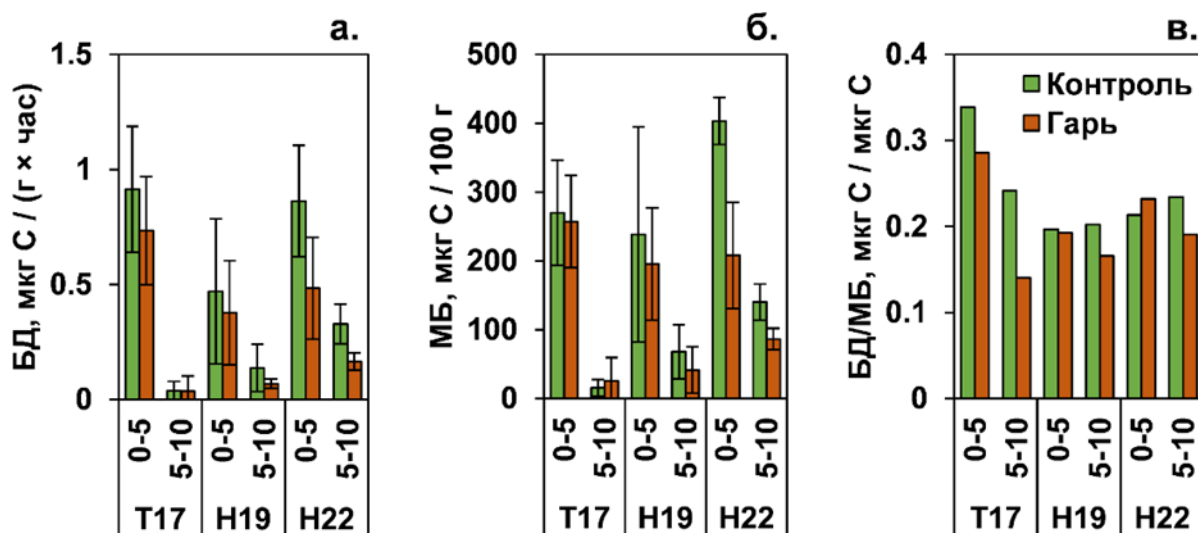 а.
БД, мкг С / (г × час)
1.5
1
0.5
0
0-5
5-10
0-5
5-10
0-5
5-10
Т17
Н19
Н22
б.
МБ, мкг С / 100 г
500
400
300
200
100
0
0-5
5-10
0-5
5-10
0-5
5-10
Т17
Н19
Н22
в.
БД/МБ, мкг С / мкг С
0.4
0.3
0.2
0.1
0
Контроль
Гарь
0-5
5-10
0-5
5-10
0-5
5-10
Т17
Н19
Н22